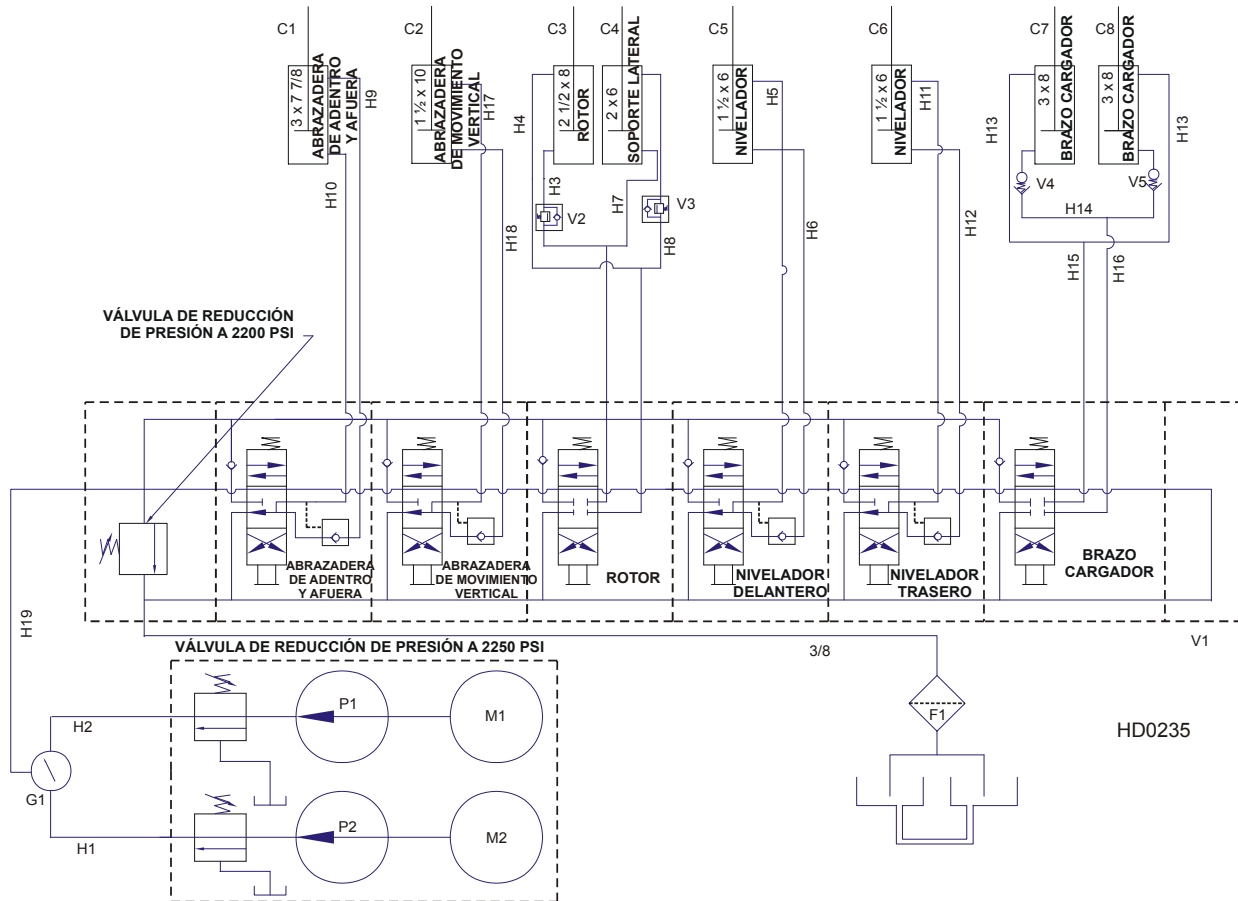 C1
C2
C3
C4
C5
C6
C7
C8
3 x 7 7/8
ABRAZADERA
DE ADENTRO
Y AFUERA
H9
1 ½ x 10
ABRAZADERA
DE MOVIMIENTO
VERTICAL
H17
H4
2 1/2 x 8
ROTOR
2 x 6
SOPORTE LATERAL
1 ½ x 6
NIVELADOR
H5
1 ½ x 6
NIVELADOR
H11
H13
3 x 8
BRAZO CARGADOR
3 x 8
BRAZO CARGADOR
H13
H10
H18
H3
V2
H7
V3
H8
H6
H12
V4
V5
H14
H15
H16
VÁLVULA DE REDUCCIÓN
DE PRESIÓN A 2200 PSI
ABRAZADERA
DE ADENTRO
Y AFUERA
ABRAZADERA
DE MOVIMIENTO
VERTICAL
ROTOR
NIVELADOR
DELANTERO
NIVELADOR
TRASERO
BRAZO
CARGADOR
H19
VÁLVULA DE REDUCCIÓN DE PRESIÓN A 2250 PSI
3/8
V1
P1
M1
H2
F1
HD0235
G1
P2
M2
H1